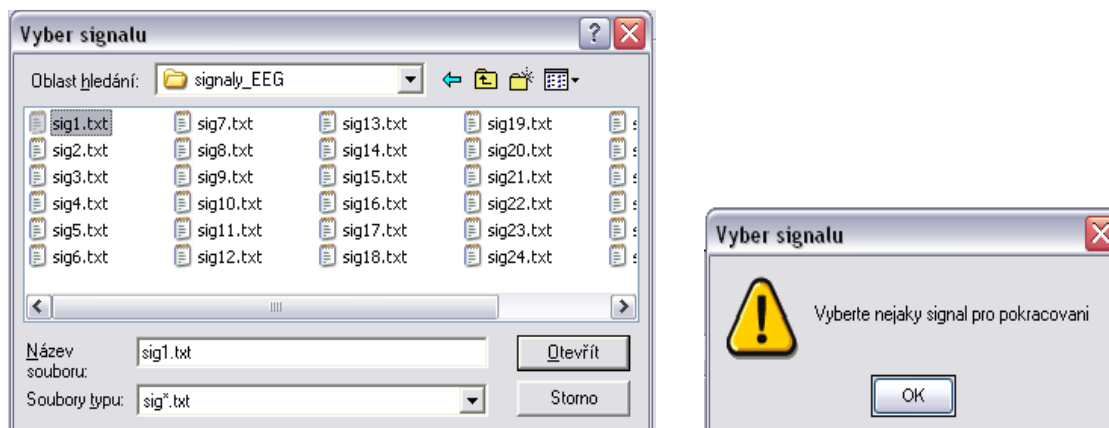 Vyber signalu
Oblast hledání: signaly_EEG
sig1.txt sig7.txt sig13.txt sig19.txt
sig2.txt sig8.txt sig14.txt sig20.txt
sig3.txt sig9.txt sig15.txt sig21.txt
sig4.txt sig10.txt sig16.txt sig22.txt
sig5.txt sig11.txt sig17.txt sig23.txt
sig6.txt sig12.txt sig18.txt sig24.txt
Název souboru: sig1.txt Otevřít
Soubory typu: sig*.txt Storno
Vyber signalu
Vyberte nejaky signal pro pokracovani
OK